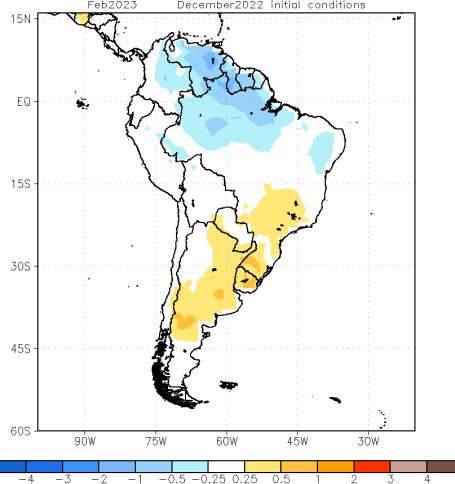 Feb2023 December2022 initial conditions
15N
EQ
15S
30S
45S
60S
90W 75W 60W 45W 30W
-4 -3 -2 -1 -0.5 -0.25 0.25 0.5 1 2 3 4